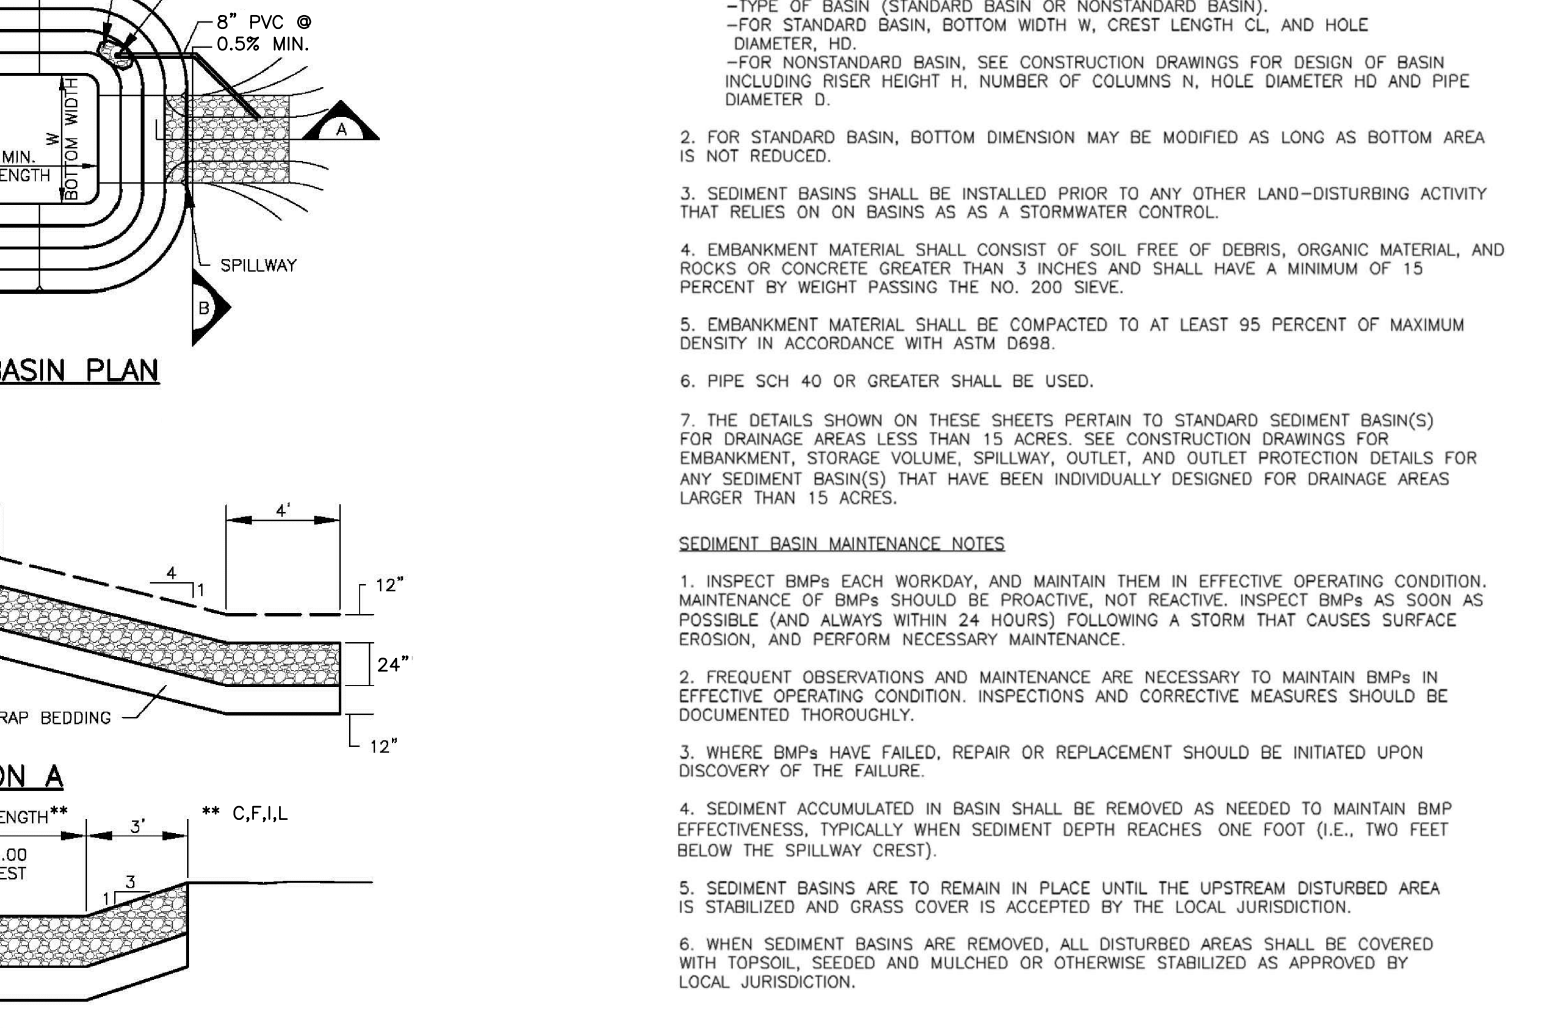 8" PVC @
0.5% MIN.
W
BOTTOM WIDTH
MIN.
A
SPILLWAY
B
BASIN PLAN
4'
4
1
12"
24"
RAP BEDDING
12"
ON A
ENGTH**
3'
** C,F,I,L
.00
EST
3
1
-TYPE OF BASIN (STANDARD BASIN OR NONSTANDARD BASIN).
-FOR STANDARD BASIN, BOTTOM WIDTH W, CREST LENGTH CL, AND HOLE
DIAMETER, HD.
-FOR NONSTANDARD BASIN, SEE CONSTRUCTION DRAWINGS FOR DESIGN OF BASIN
INCLUDING RISER HEIGHT H, NUMBER OF COLUMNS N, HOLE DIAMETER HD AND PIPE
DIAMETER D.
2. FOR STANDARD BASIN, BOTTOM DIMENSION MAY BE MODIFIED AS LONG AS BOTTOM AREA
IS NOT REDUCED.
3. SEDIMENT BASINS SHALL BE INSTALLED PRIOR TO ANY OTHER LAND-DISTURBING ACTIVITY
THAT RELIES ON ON BASINS AS AS A STORMWATER CONTROL.
4. EMBANKMENT MATERIAL SHALL CONSIST OF SOIL FREE OF DEBRIS, ORGANIC MATERIAL, AND
ROCKS OR CONCRETE GREATER THAN 3 INCHES AND SHALL HAVE A MINIMUM OF 15
PERCENT BY WEIGHT PASSING THE NO. 200 SIEVE.
5. EMBANKMENT MATERIAL SHALL BE COMPACTED TO AT LEAST 95 PERCENT OF MAXIMUM
DENSITY IN ACCORDANCE WITH ASTM D698.
6. PIPE SCH 40 OR GREATER SHALL BE USED.
7. THE DETAILS SHOWN ON THESE SHEETS PERTAIN TO STANDARD SEDIMENT BASIN(S)
FOR DRAINAGE AREAS LESS THAN 15 ACRES. SEE CONSTRUCTION DRAWINGS FOR
EMBANKMENT, STORAGE VOLUME, SPILLWAY, OUTLET, AND OUTLET PROTECTION DETAILS FOR
ANY SEDIMENT BASIN(S) THAT HAVE BEEN INDIVIDUALLY DESIGNED FOR DRAINAGE AREAS
LARGER THAN 15 ACRES.
SEDIMENT BASIN MAINTENANCE NOTES
1. INSPECT BMPs EACH WORKDAY, AND MAINTAIN THEM IN EFFECTIVE OPERATING CONDITION.
MAINTENANCE OF BMPs SHOULD BE PROACTIVE, NOT REACTIVE. INSPECT BMPs AS SOON AS
POSSIBLE (AND ALWAYS WITHIN 24 HOURS) FOLLOWING A STORM THAT CAUSES SURFACE
EROSION, AND PERFORM NECESSARY MAINTENANCE.
2. FREQUENT OBSERVATIONS AND MAINTENANCE ARE NECESSARY TO MAINTAIN BMPs IN
EFFECTIVE OPERATING CONDITION. INSPECTIONS AND CORRECTIVE MEASURES SHOULD BE
DOCUMENTED THOROUGHLY.
3. WHERE BMPs HAVE FAILED, REPAIR OR REPLACEMENT SHOULD BE INITIATED UPON
DISCOVERY OF THE FAILURE.
4. SEDIMENT ACCUMULATED IN BASIN SHALL BE REMOVED AS NEEDED TO MAINTAIN BMP
EFFECTIVENESS, TYPICALLY WHEN SEDIMENT DEPTH REACHES ONE FOOT (I.E., TWO FEET
BELOW THE SPILLWAY CREST).
5. SEDIMENT BASINS ARE TO REMAIN IN PLACE UNTIL THE UPSTREAM DISTURBED AREA
IS STABILIZED AND GRASS COVER IS ACCEPTED BY THE LOCAL JURISDICTION.
6. WHEN SEDIMENT BASINS ARE REMOVED, ALL DISTURBED AREAS SHALL BE COVERED
WITH TOPSOIL, SEEDED AND MULCHED OR OTHERWISE STABILIZED AS APPROVED BY
LOCAL JURISDICTION.